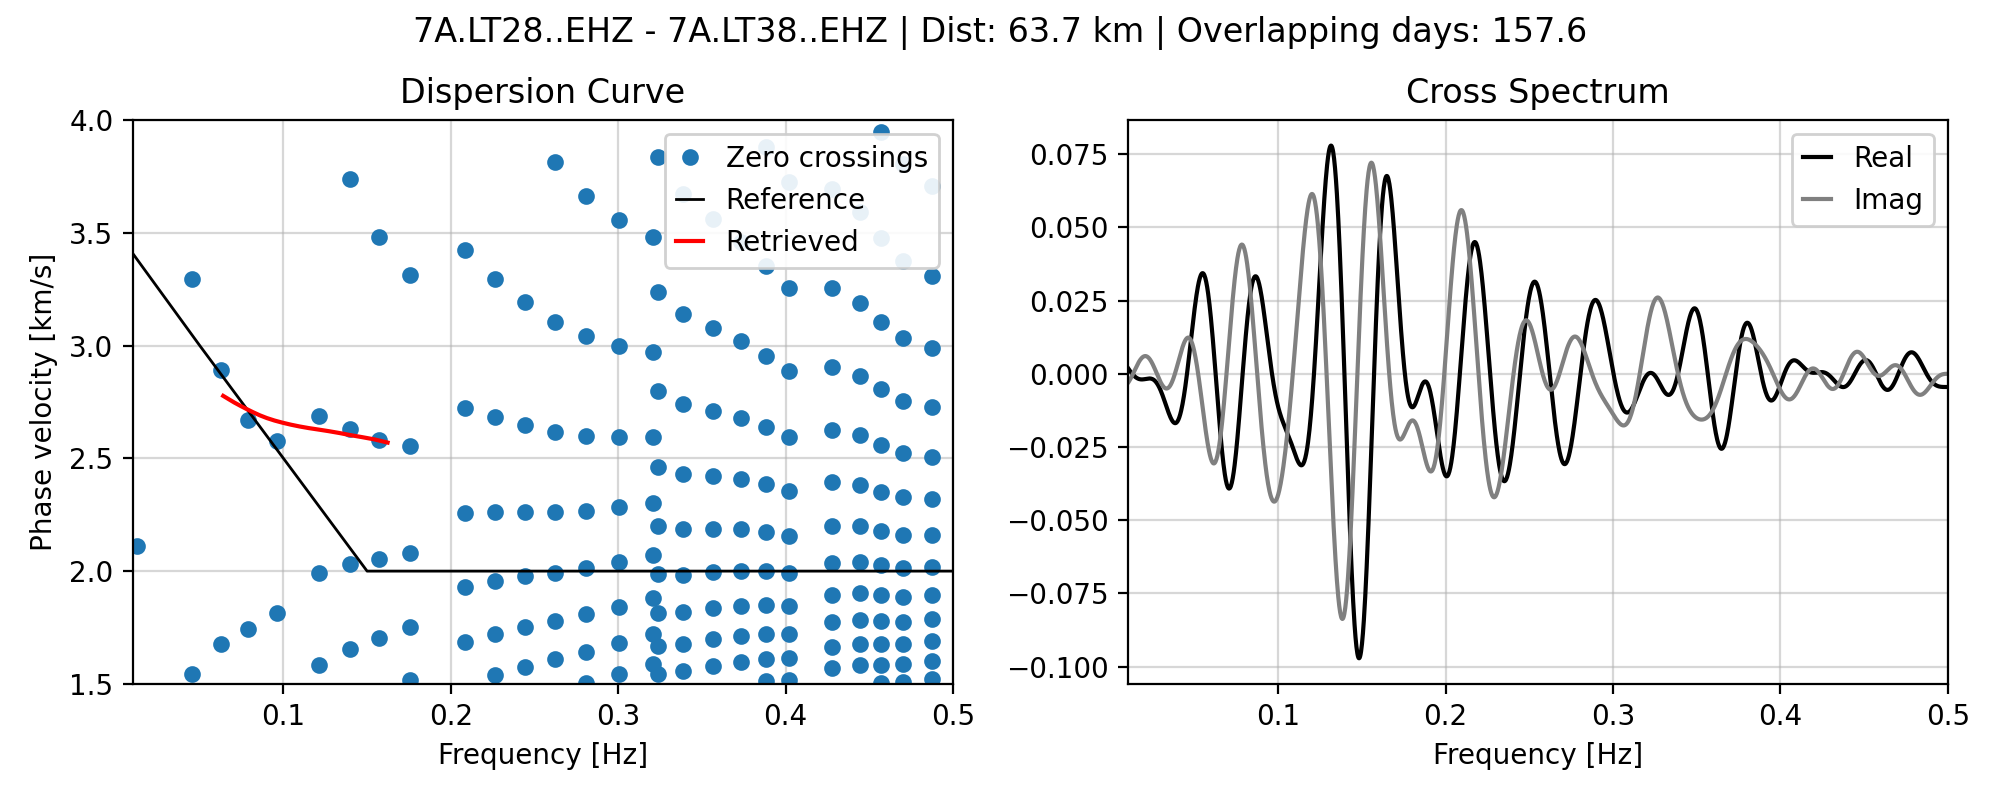 7A.LT28..EHZ - 7A.LT38..EHZ | Dist: 63.7 km | Overlapping days: 157.6
Dispersion Curve
Phase velocity [km/s]
4.0
3.5
3.0
2.5
2.0
1.5
0.1 0.2 0.3 0.4 0.5
Frequency [Hz]
Zero crossings
Reference
Retrieved
Cross Spectrum
0.075
0.050
0.025
0.000
−0.025
−0.050
−0.075
−0.100
0.1 0.2 0.3 0.4 0.5
Frequency [Hz]
Real
Imag